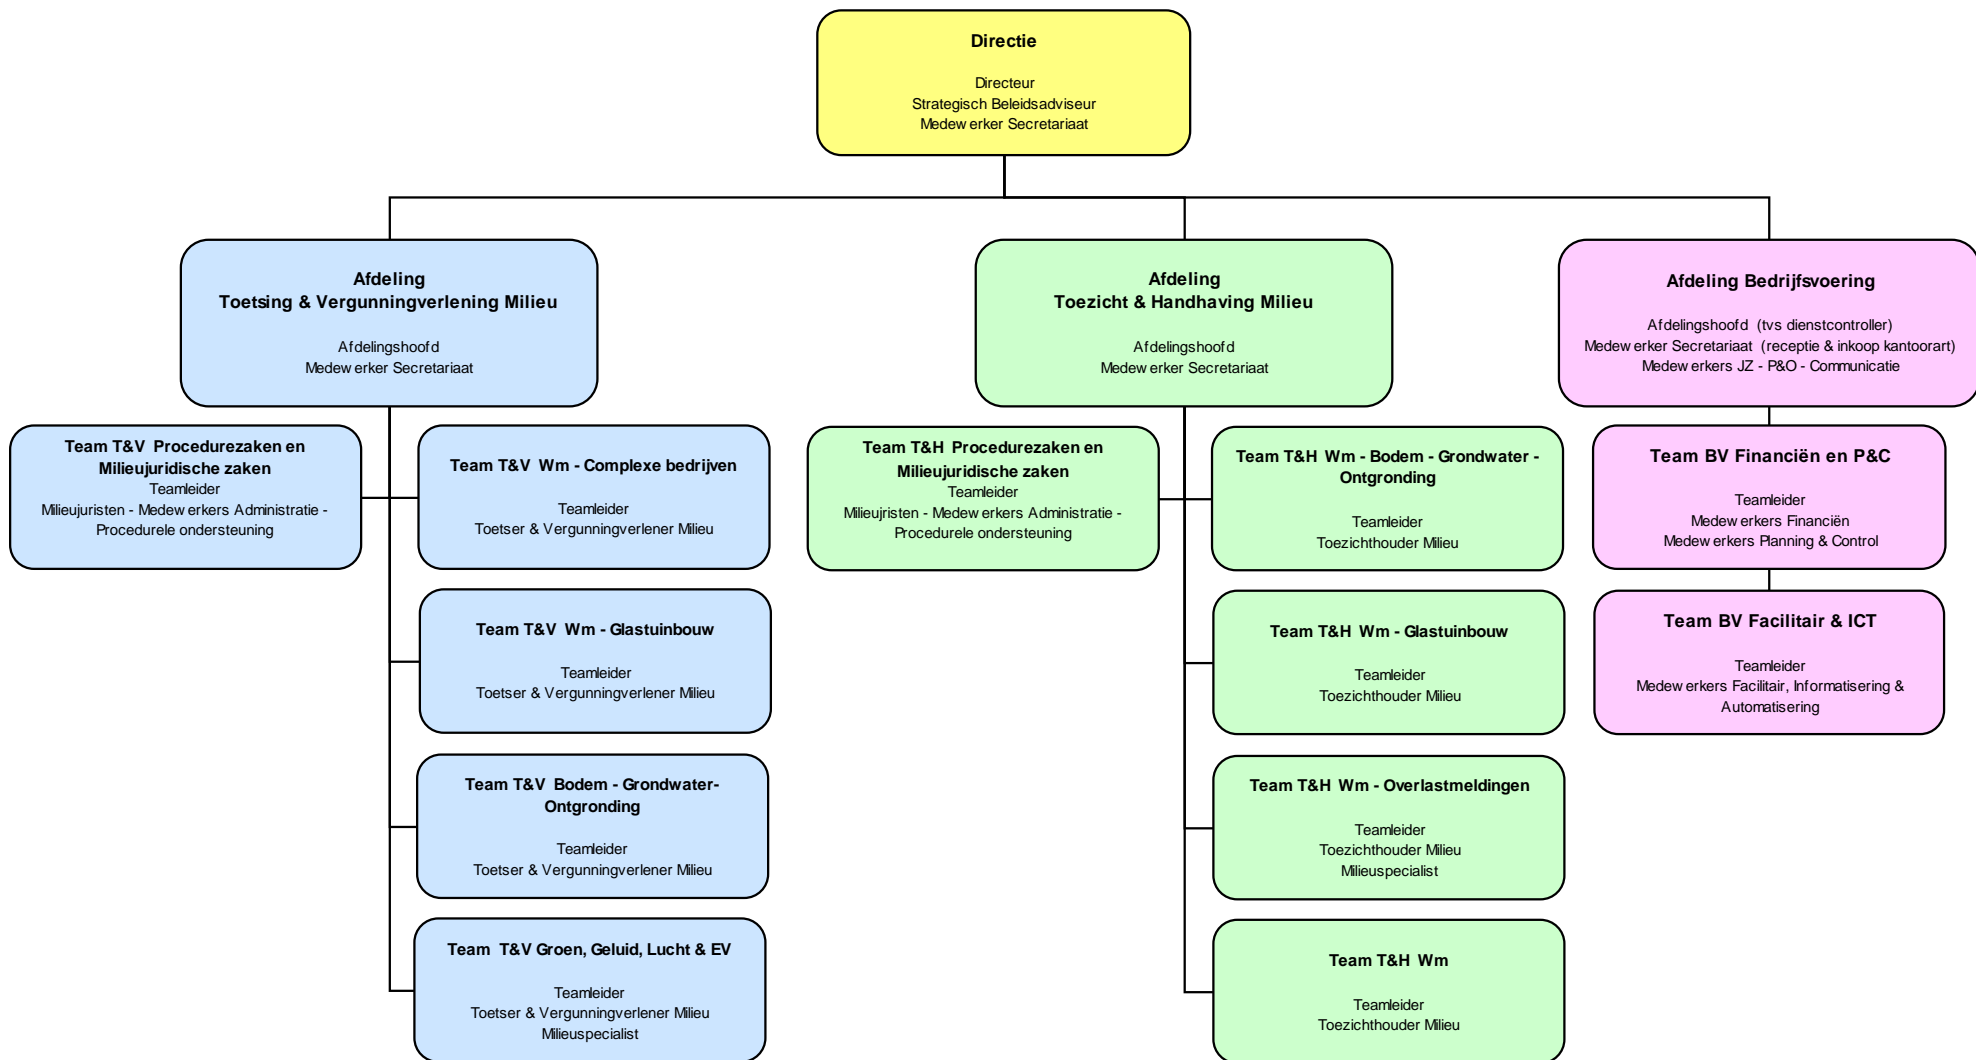 Directie
Directeur
Strategisch Beleidsadviseur
Medewerker Secretariaat
Afdeling
Toetsing & Vergunningverlening Milieu
Afdelingshoofd
Medewerker Secretariaat
Afdeling
Toezicht & Handhaving Milieu
Afdelingshoofd
Medewerker Secretariaat
Afdeling Bedrijfsvoering
Afdelingshoofd (tvs dienstcontroller)
Medewerker Secretariaat (receptie & inkoop kantoorart)
Medewerkers JZ - P&O - Communicatie
Team T&V Procedurezaken en
Milieujuridische zaken
Teamleider
Milieujuristen - Medewerkers Administratie -
Procedurele ondersteuning
Team T&V Wm - Complexe bedrijven
Teamleider
Toetser & Vergunningverlener Milieu
Team T&H Procedurezaken en
Milieujuridische zaken
Teamleider
Milieujristen - Medewerkers Administratie -
Procedurele ondersteuning
Team T&H Wm - Bodem - Grondwater -
Ontgronding
Teamleider
Toezichthouder Milieu
Team BV Financiën en P&C
Teamleider
Medewerkers Financiën
Medewerkers Planning & Control
Team T&V Wm - Glastuinbouw
Teamleider
Toetser & Vergunningverlener Milieu
Team T&H Wm - Glastuinbouw
Teamleider
Toezichthouder Milieu
Team BV Facilitair & ICT
Teamleider
Medewerkers Facilitair, Informatisering &
Automatisering
Team T&V Bodem - Grondwater-
Ontgronding
Teamleider
Toetser & Vergunningverlener Milieu
Team T&H Wm - Overlastmeldingen
Teamleider
Toezichthouder Milieu
Milieuspecialist
Team T&V Groen, Geluid, Lucht & EV
Teamleider
Toetser & Vergunningverlener Milieu
Milieuspecialist
Team T&H Wm
Teamleider
Toezichthouder Milieu